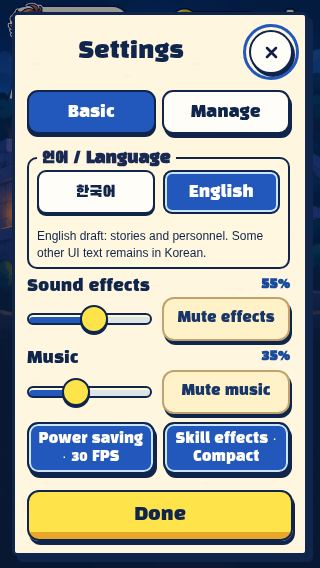 Settings
×
Basic
Manage
언어 / Language
한국어
English
English draft: stories and personnel. Some
other UI text remains in Korean.
Sound effects
55%
Mute effects
Music
35%
Mute music
Power saving
· 30 FPS
Skill effects ·
Compact
Done